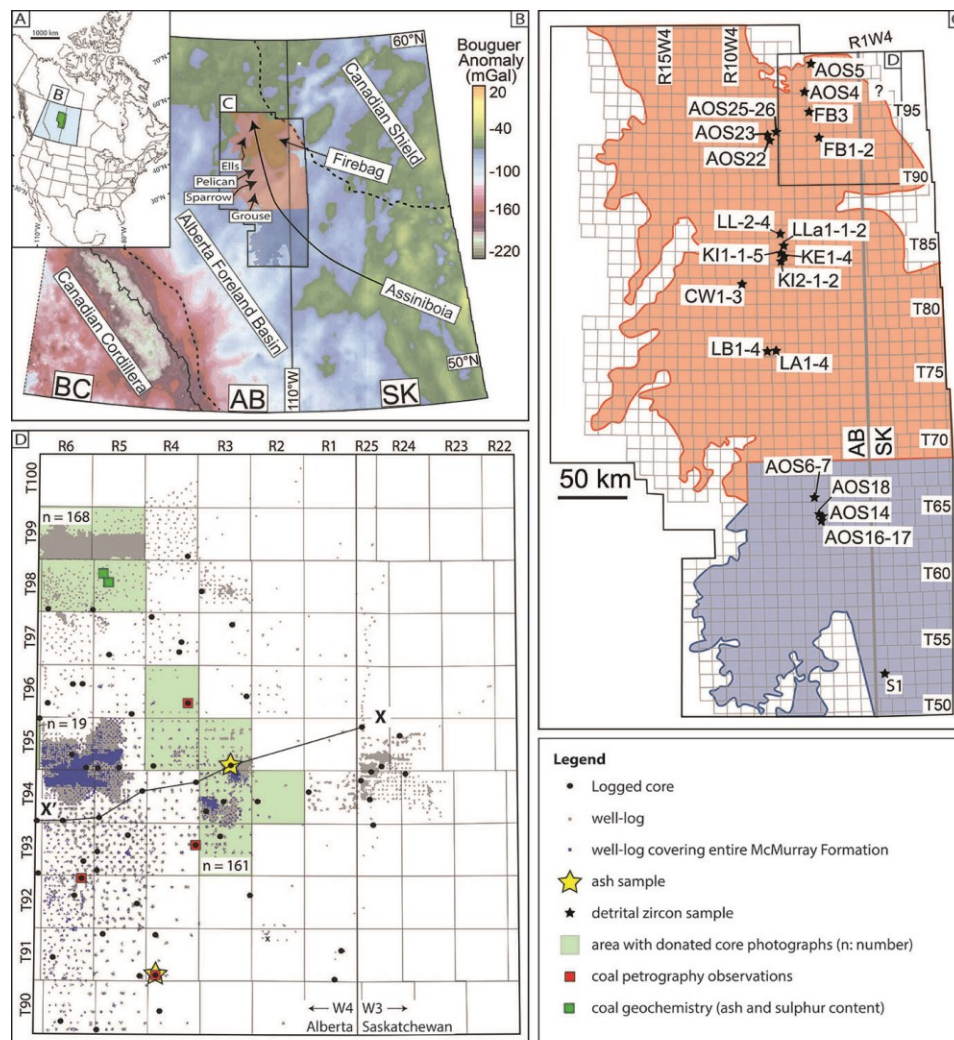 A
1000 km
B
70°N
60°N
50°N
30°N
110°W
80°W
B
60°N
Bouguer
Anomaly
(mGal)
20
-40
-100
-160
-220
Canadian Shield
C
Firebag
Ells
Pelican
Sparrow
Grouse
Alberta Foreland Basin
Assiniboia
Canadian Cordillera
50°N
110°W
BC
AB
SK
C
R15W4
R10W4
R1W4
D
AOS5
AOS4
?
T95
AOS25-26
FB3
AOS23
AOS22
FB1-2
T90
LL-2-4
LLa1-1-2
T85
KI1-1-5
KE1-4
KI2-1-2
CW1-3
T80
LB1-4
LA1-4
T75
AB
SK
T70
50 km
AOS6-7
AOS18
T65
AOS14
AOS16-17
T60
T55
S1
T50
D
R6
R5
R4
R3
R2
R1
R25
R24
R23
R22
T100
T99
n = 168
T98
T97
T96
T95
n = 19
X
T94
X'
T93
n = 161
T92
T91
x
T90
← W4
W3 →
Alberta
Saskatchewan
Legend
Logged core
well-log
well-log covering entire McMurray Formation
ash sample
detrital zircon sample
area with donated core photographs (n: number)
coal petrography observations
coal geochemistry (ash and sulphur content)